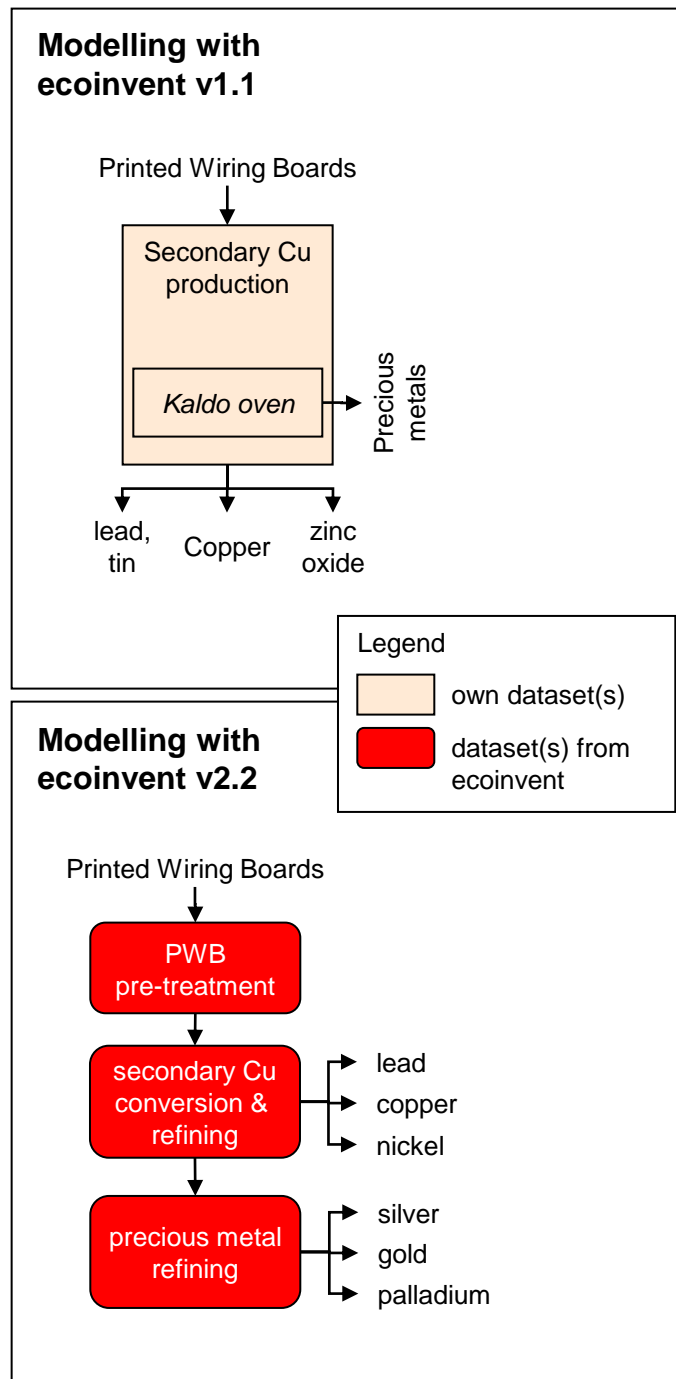 Modelling with
ecoinvent v1.1
Printed Wiring Boards
Secondary Cu
production
Kaldo oven
Precious
metals
lead,
tin
Copper
zinc
oxide
Legend
own dataset(s)
dataset(s) from
ecoinvent
Modelling with
ecoinvent v2.2
Printed Wiring Boards
PWB
pre-treatment
secondary Cu
conversion &
refining
lead
copper
nickel
precious metal
refining
silver
gold
palladium